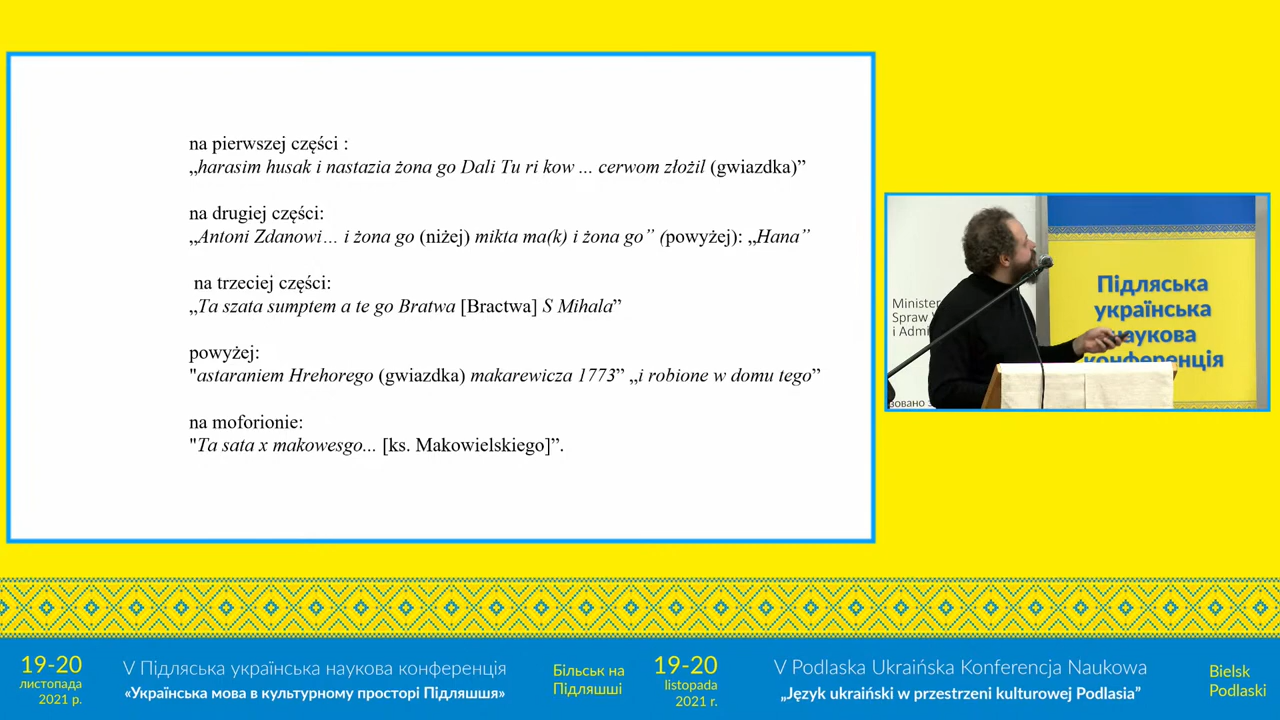 na pierwszej części :
„harasim husak i nastazia żona go Dali Tu ri kow ... cerwom złożil (gwiazdka)”
na drugiej części:
„Antoni Zdanowi... i żona go (niżej) mikta ma(k) i żona go” (powyżej): „Hana”
na trzeciej części:
„Ta szata sumptem a te go Bratwa [Bractwa] S Mihala”
powyżej:
"astaraniem Hrehorego (gwiazdka) makarewicza 1773” „i robione w domu tego”
na moforionie:
"Ta sata x makowesgo... [ks. Makowielskiego]”.
Minister
Spraw
i Admi
Підляська
українська
наукова
конференція
19-20
листопада
2021 р.
V Підляська українська наукова конференція
«Українська мова в культурному просторі Підляшшя»
Більськ на
Підляшші
19-20
listopada
2021 r.
V Podlaska Ukraińska Konferencja Naukowa
„Język ukraiński w przestrzeni kulturowej Podlasia”
Bielsk
Podlaski